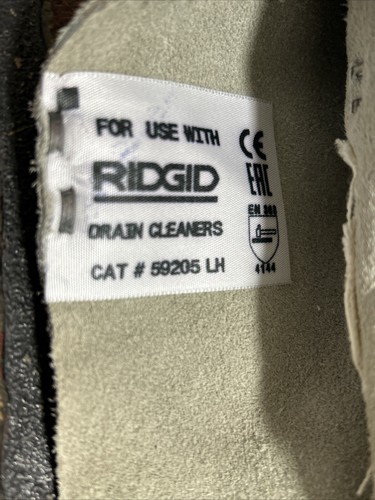 FOR USE WITH
RIDGID
DRAIN CLEANERS
CAT # 59205 LH
CE
EAC
EN 388
4144